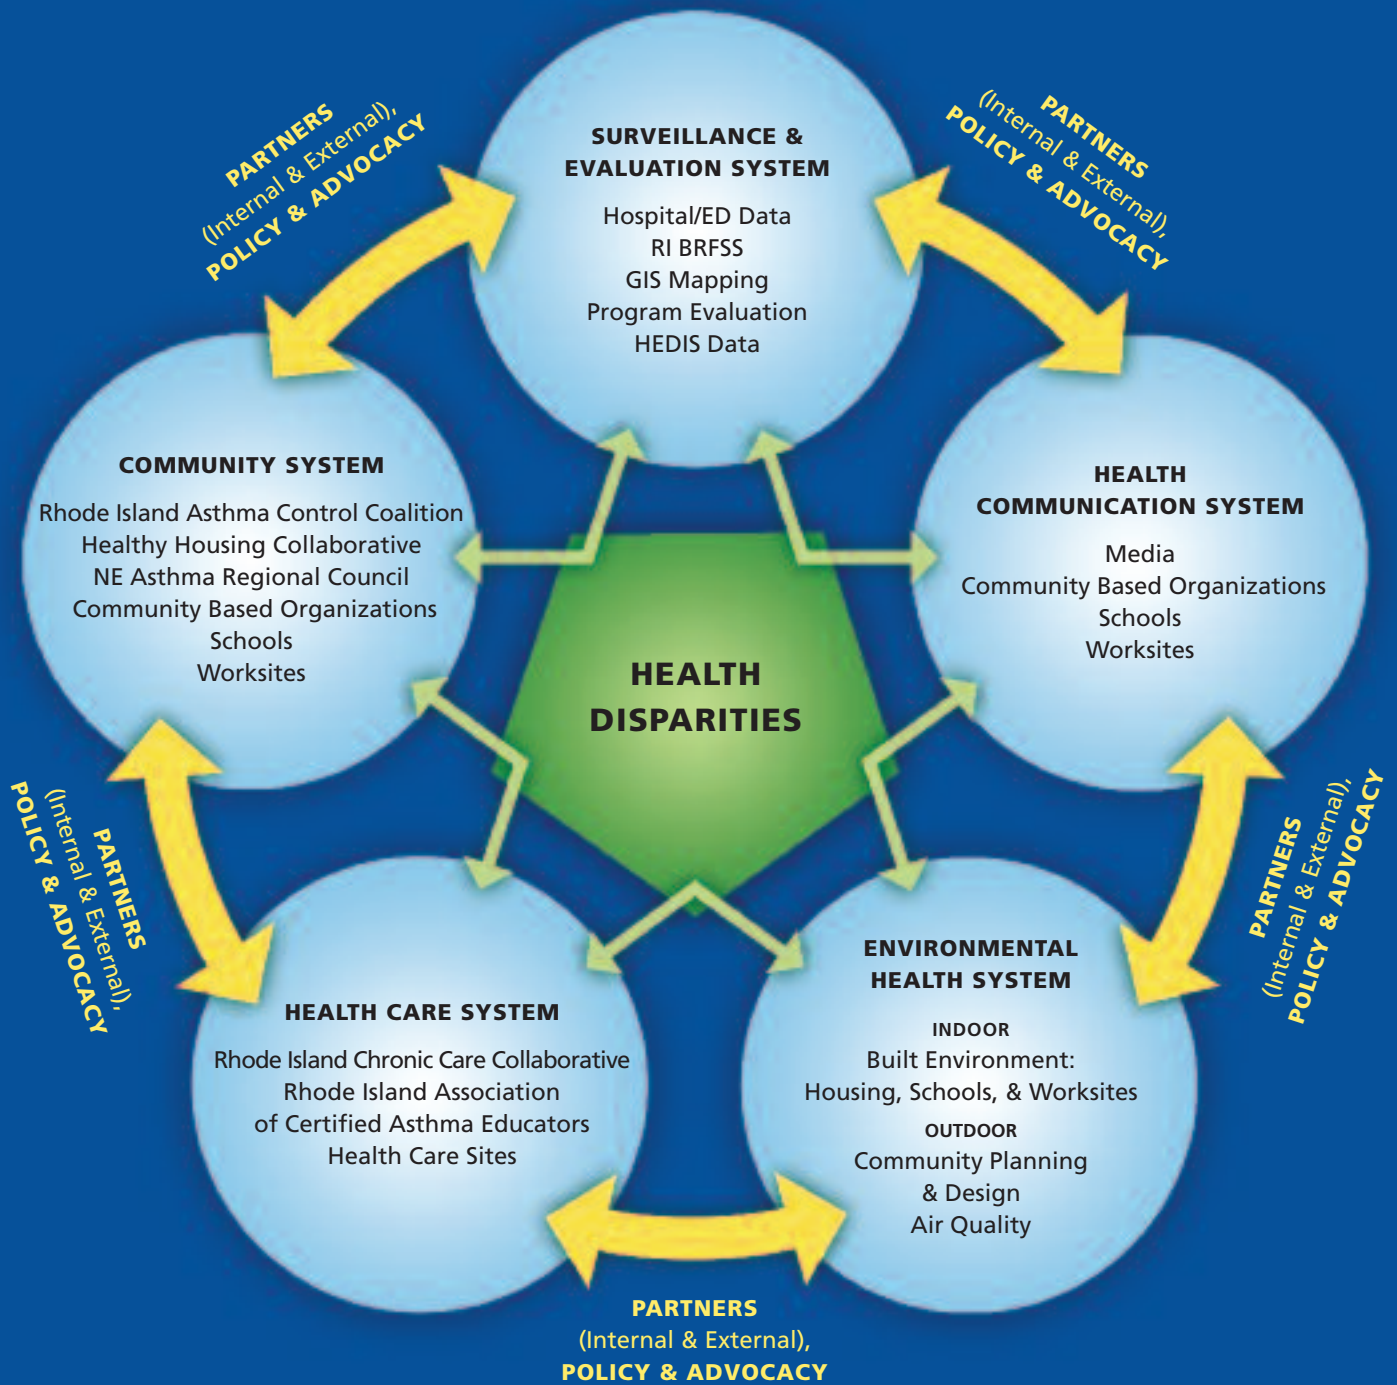 PARTNERS
(Internal & External),
POLICY & ADVOCACY
PARTNERS
(Internal & External),
POLICY & ADVOCACY
SURVEILLANCE &
EVALUATION SYSTEM
Hospital/ED Data
RI BRFSS
GIS Mapping
Program Evaluation
HEDIS Data
COMMUNITY SYSTEM
Rhode Island Asthma Control Coalition
Healthy Housing Collaborative
NE Asthma Regional Council
Community Based Organizations
Schools
Worksites
HEALTH
COMMUNICATION SYSTEM
Media
Community Based Organizations
Schools
Worksites
HEALTH
DISPARITIES
PARTNERS
(Internal & External),
POLICY & ADVOCACY
PARTNERS
(Internal & External),
POLICY & ADVOCACY
HEALTH CARE SYSTEM
Rhode Island Chronic Care Collaborative
Rhode Island Association
of Certified Asthma Educators
Health Care Sites
ENVIRONMENTAL
HEALTH SYSTEM
INDOOR
Built Environment:
Housing, Schools, & Worksites
OUTDOOR
Community Planning
& Design
Air Quality
PARTNERS
(Internal & External),
POLICY & ADVOCACY